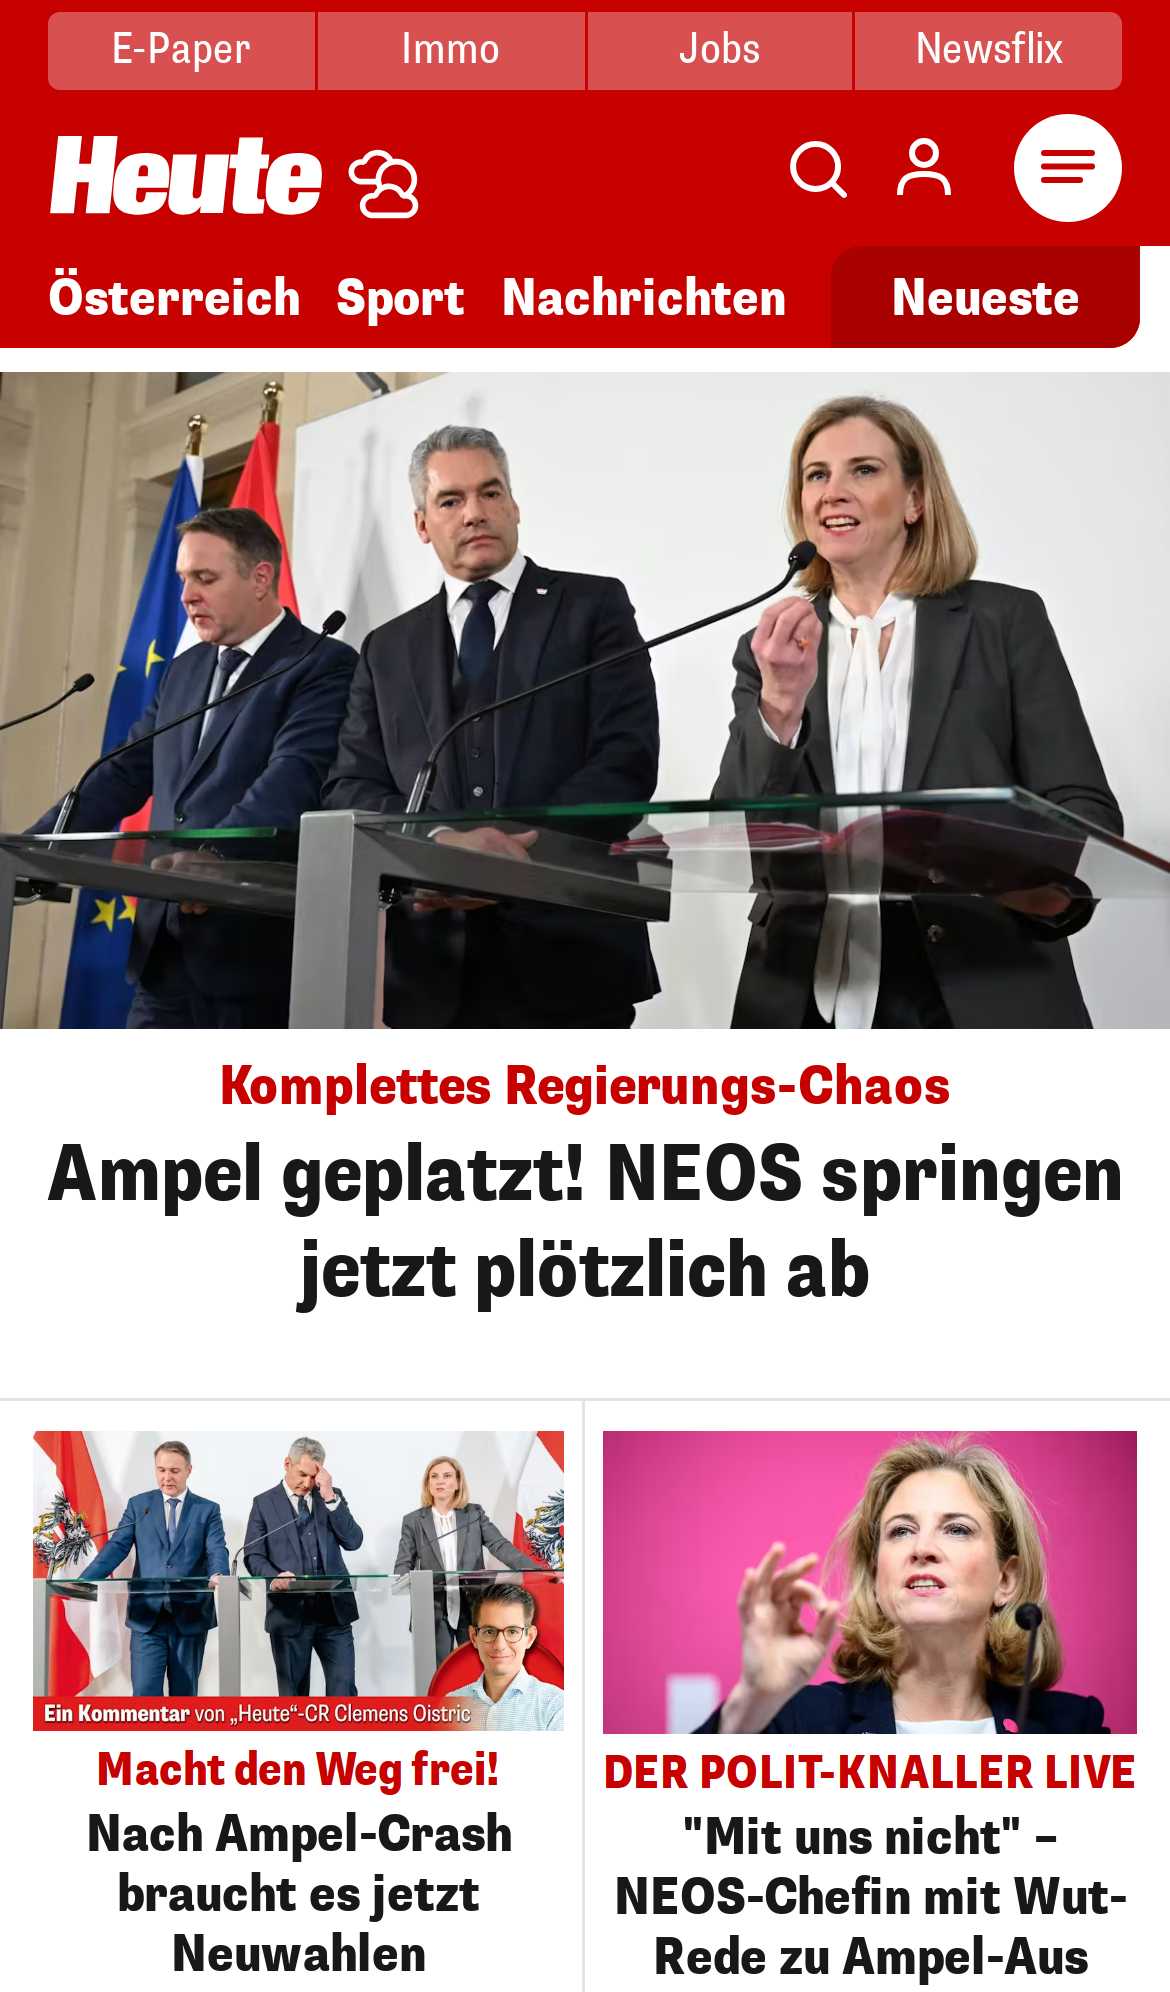 E-Paper Immo Jobs Newsflix
Heute
Österreich Sport Nachrichten Neueste
Komplettes Regierungs-Chaos
Ampel geplatzt! NEOS springen
jetzt plötzlich ab
Ein Kommentar von „Heute“-CR Clemens Oistric
Macht den Weg frei!
Nach Ampel-Crash
braucht es jetzt
Neuwahlen
DER POLIT-KNALLER LIVE
"Mit uns nicht" –
NEOS-Chefin mit Wut-
Rede zu Ampel-Aus